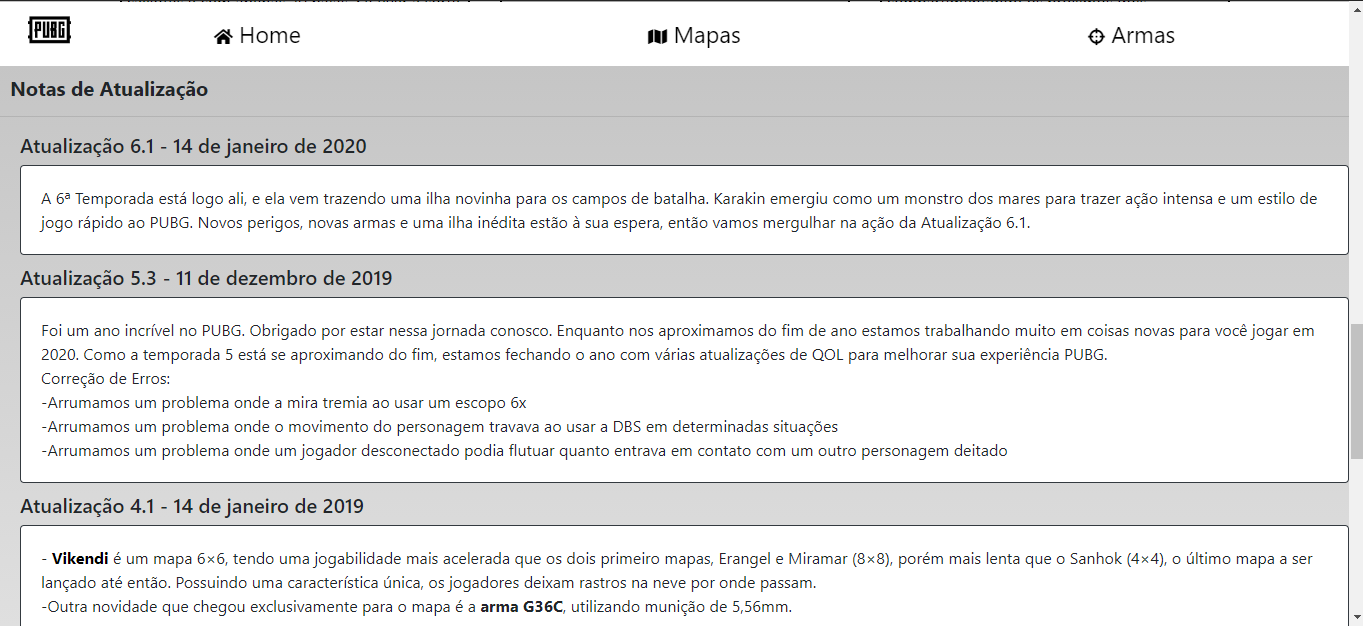 PUBG
Home
Mapas
Armas
Notas de Atualização
Atualização 6.1 - 14 de janeiro de 2020
A 6ª Temporada está logo ali, e ela vem trazendo uma ilha novinha para os campos de batalha. Karakin emergiu como um monstro dos mares para trazer ação intensa e um estilo de
jogo rápido ao PUBG. Novos perigos, novas armas e uma ilha inédita estão à sua espera, então vamos mergulhar na ação da Atualização 6.1.
Atualização 5.3 - 11 de dezembro de 2019
Foi um ano incrível no PUBG. Obrigado por estar nessa jornada conosco. Enquanto nos aproximamos do fim de ano estamos trabalhando muito em coisas novas para você jogar em
2020. Como a temporada 5 está se aproximando do fim, estamos fechando o ano com várias atualizações de QOL para melhorar sua experiência PUBG.
Correção de Erros:
-Arrumamos um problema onde a mira tremia ao usar um escopo 6x
-Arrumamos um problema onde o movimento do personagem travava ao usar a DBS em determinadas situações
-Arrumamos um problema onde um jogador desconectado podia flutuar quanto entrava em contato com um outro personagem deitado
Atualização 4.1 - 14 de janeiro de 2019
- Vikendi é um mapa 6×6, tendo uma jogabilidade mais acelerada que os dois primeiro mapas, Erangel e Miramar (8×8), porém mais lenta que o Sanhok (4×4), o último mapa a ser
lançado até então. Possuindo uma característica única, os jogadores deixam rastros na neve por onde passam.
-Outra novidade que chegou exclusivamente para o mapa é a arma G36C, utilizando munição de 5,56mm.